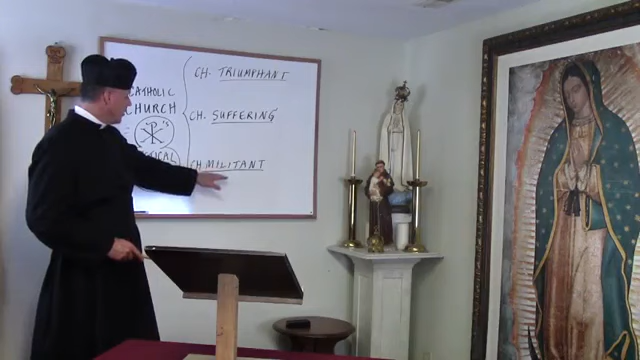 CH. TRIUMPHANT
CATHOLIC
CHURCH
CH. SUFFERING
'S
CH. MILITANT